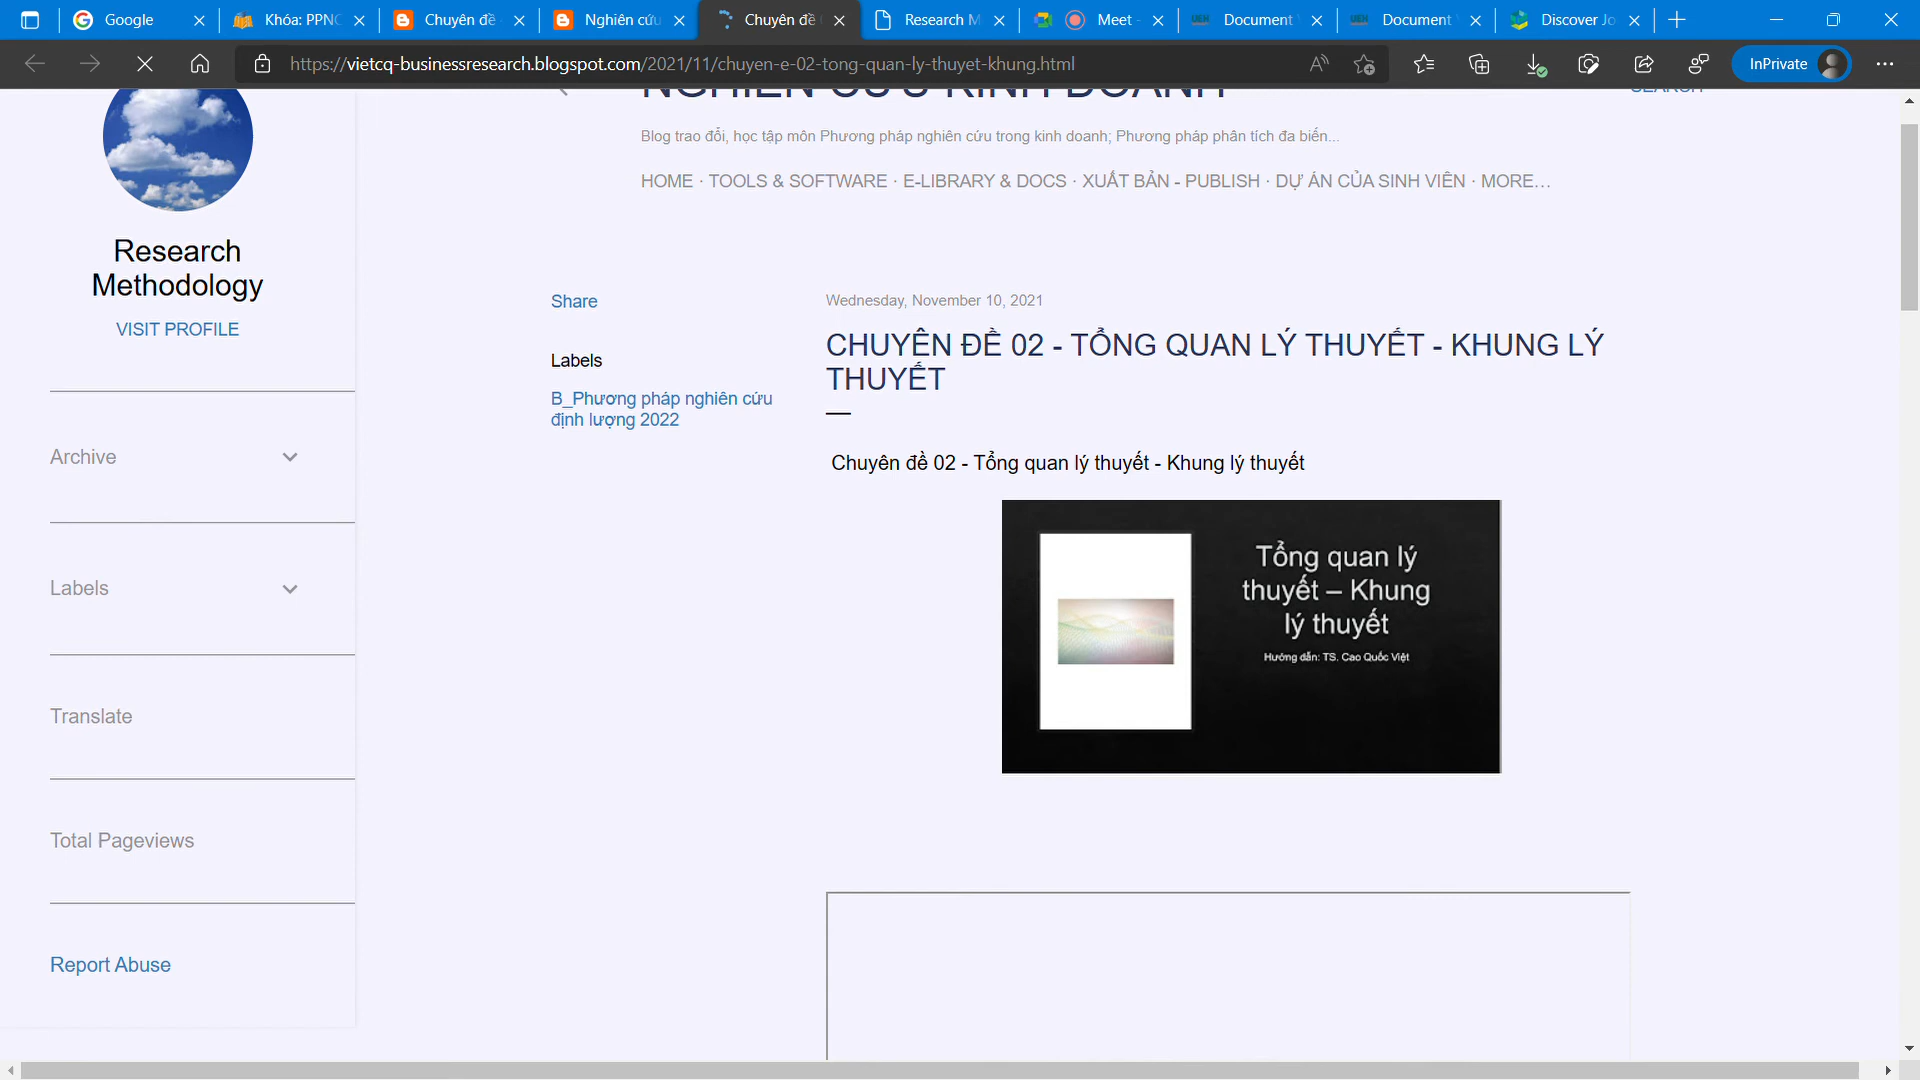 Google
Khóa: PPNC
Chuyên đề
Nghiên cứu
Chuyên đề
Research M
Meet -
Document
Document
Discover Jo
https://vietcq-businessresearch.blogspot.com/2021/11/chuyen-e-02-tong-quan-ly-thuyet-khung.html
InPrivate
NGHIÊN CỨU KINH DOANH
SEARCH
Blog trao đổi, học tập môn Phương pháp nghiên cứu trong kinh doanh; Phương pháp phân tích đa biến...
HOME · TOOLS & SOFTWARE · E-LIBRARY & DOCS · XUẤT BẢN - PUBLISH · DỰ ÁN CỦA SINH VIÊN · MORE…
Research
Methodology
VISIT PROFILE
Archive
Labels
Translate
Total Pageviews
Report Abuse
Share
Labels
B_Phương pháp nghiên cứu
định lượng 2022
Wednesday, November 10, 2021
CHUYÊN ĐỀ 02 - TỔNG QUAN LÝ THUYẾT - KHUNG LÝ
THUYẾT
Chuyên đề 02 - Tổng quan lý thuyết - Khung lý thuyết
Tổng quan lý
thuyết – Khung
lý thuyết
Hướng dẫn: TS. Cao Quốc Việt